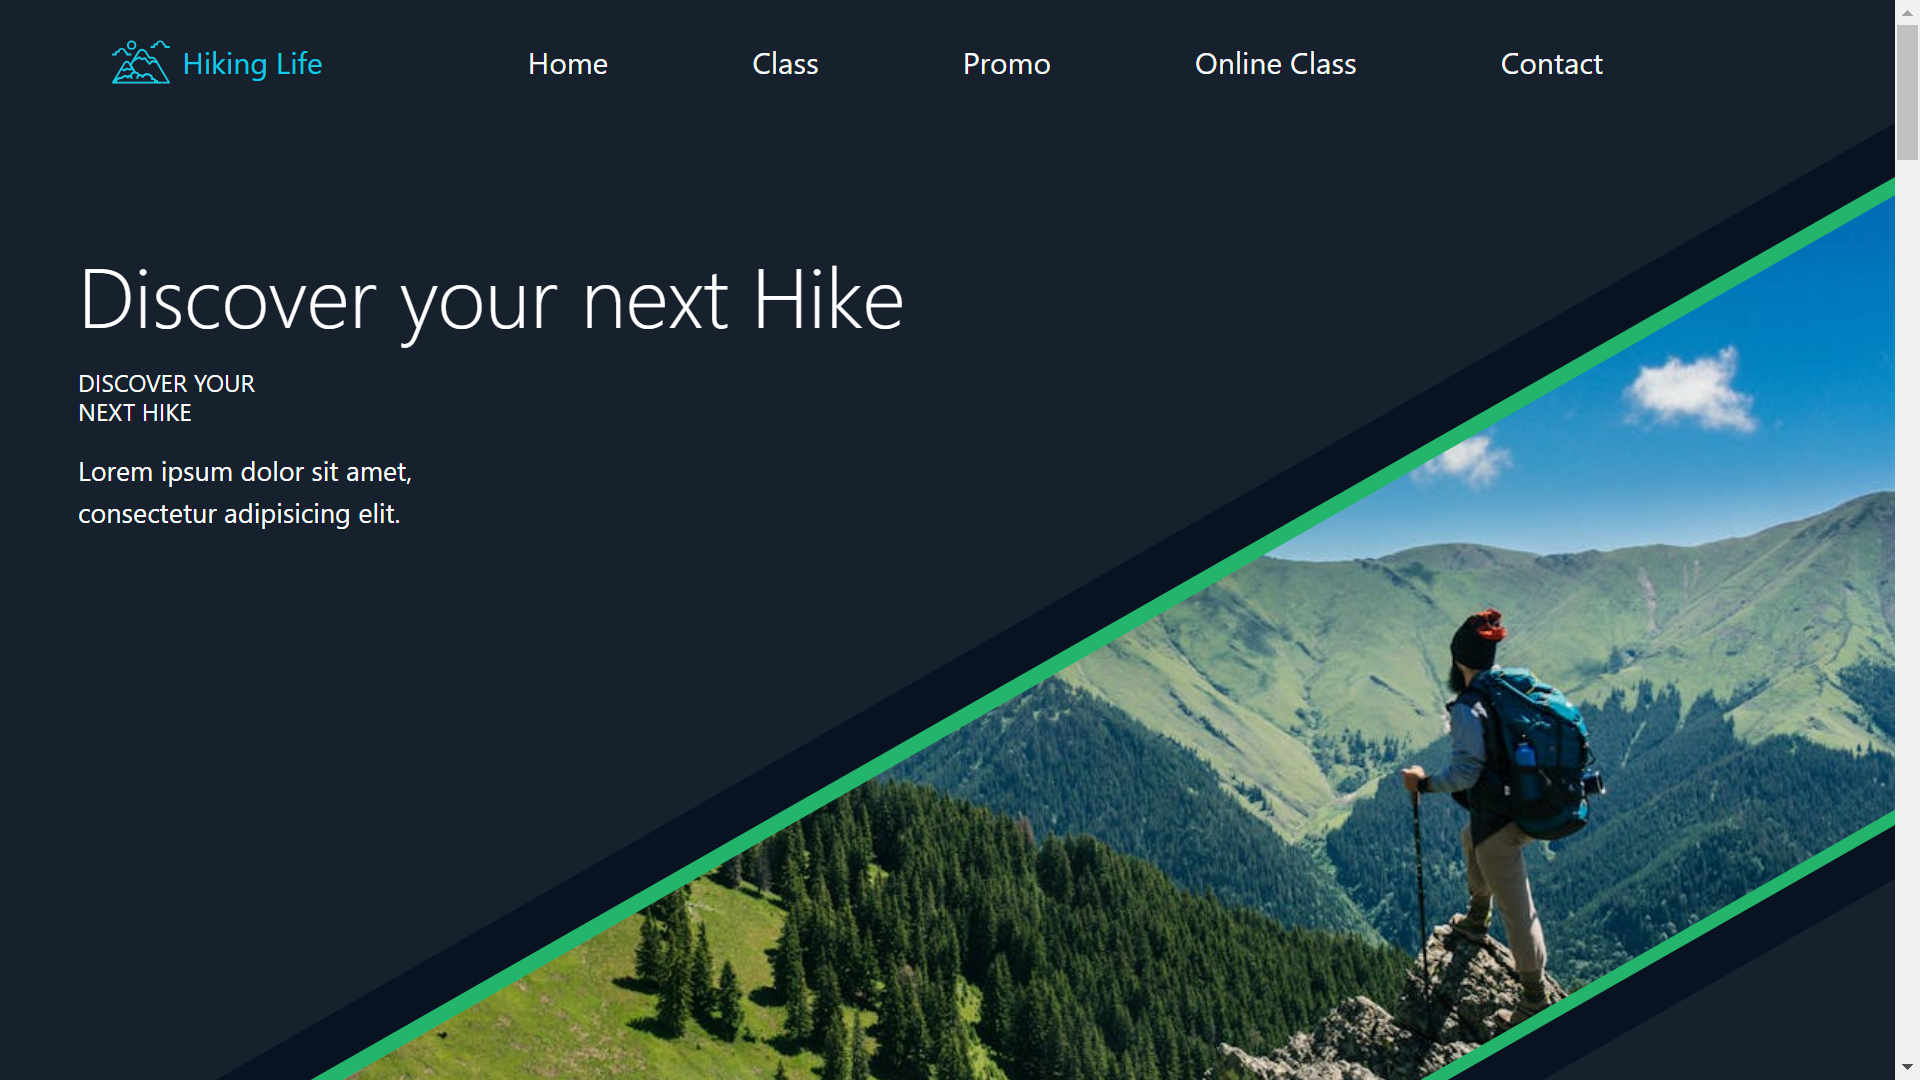 Hiking Life
Home
Class
Promo
Online Class
Contact
Discover your next Hike
DISCOVER YOUR
NEXT HIKE
Lorem ipsum dolor sit amet,
consectetur adipisicing elit.